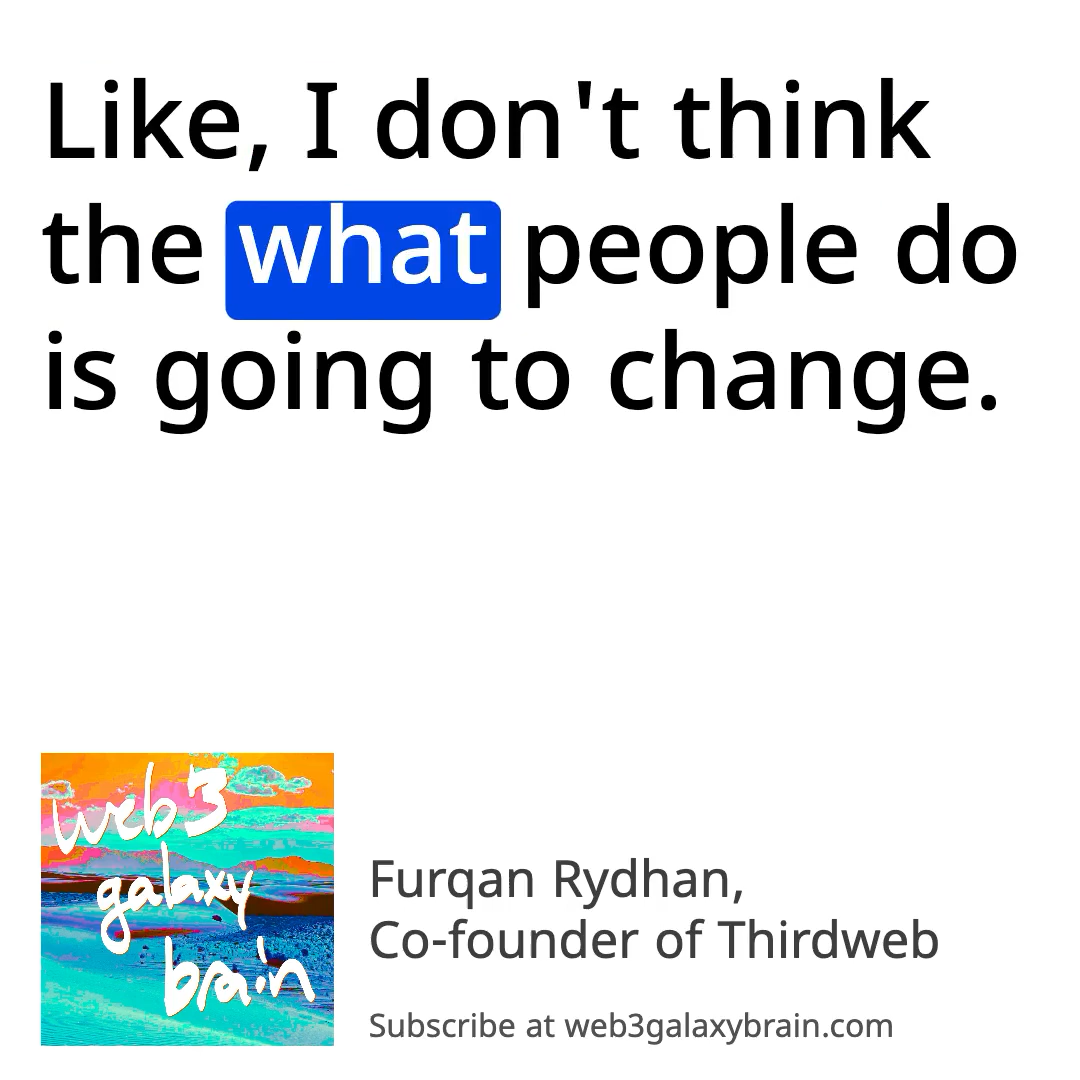 Like, I don't think
the what people do
is going to change.
web3
galaxy
brain
Furqan Rydhan,
Co-founder of Thirdweb
Subscribe at web3galaxybrain.com